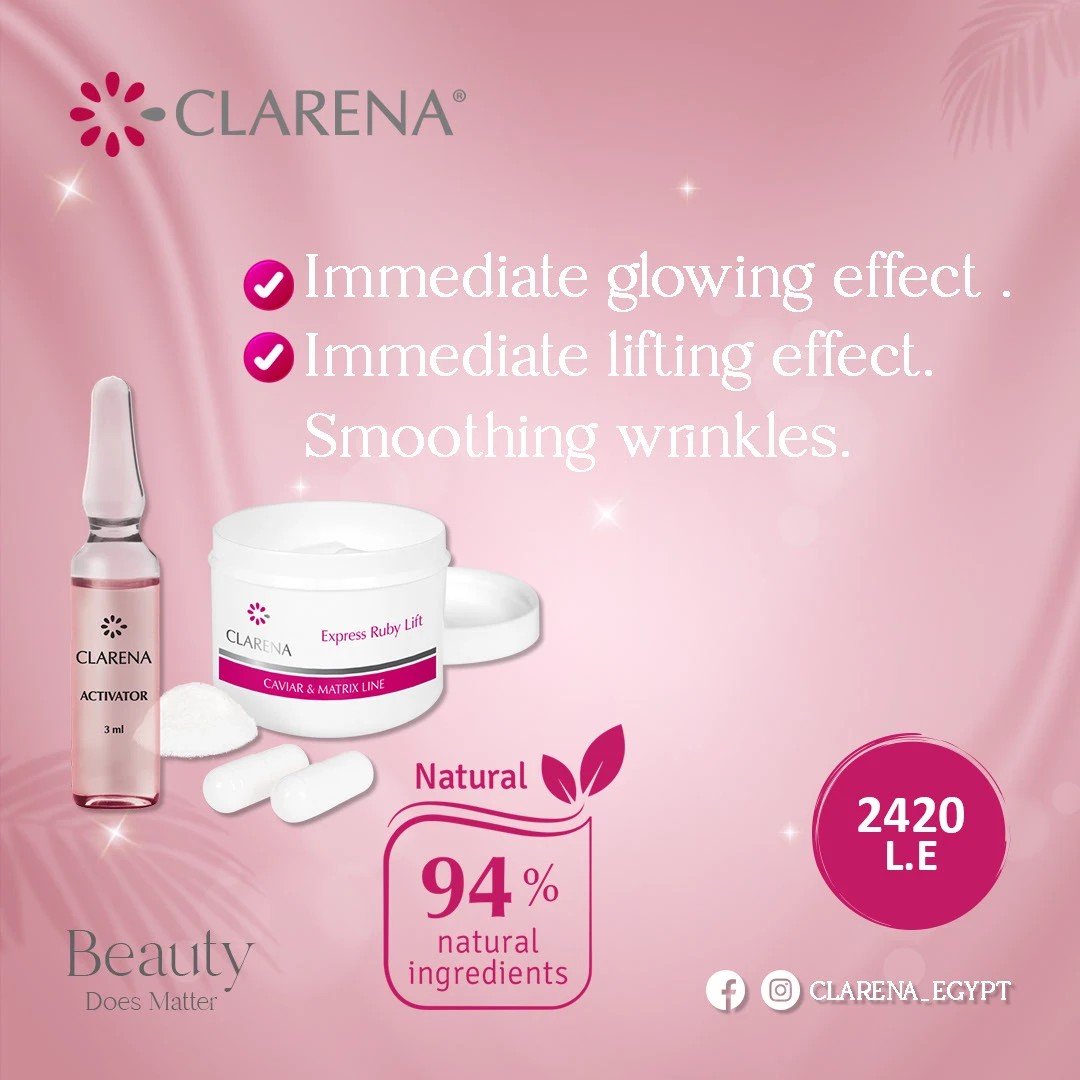 CLARENA®
Immediate glowing effect .
Immediate lifting effect.
Smoothing wrinkles.
CLARENA
ACTIVATOR
3 ml
CLARENA
Express Ruby Lift
CAVIAR & MATRIX LINE
Natural
94%
natural
ingredients
2420
L.E
Beauty
Does Matter
CLARENA_EGYPT